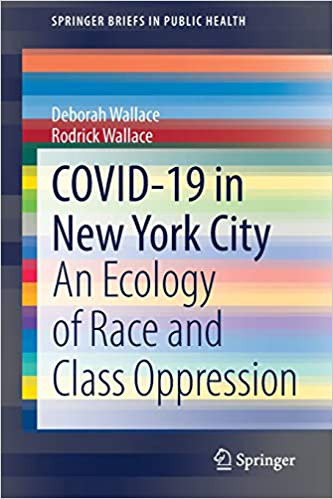 SPRINGER BRIEFS IN PUBLIC HEALTH
Deborah Wallace
Rodrick Wallace
COVID-19 in
New York City
An Ecology
of Race and
Class Oppression
Springer